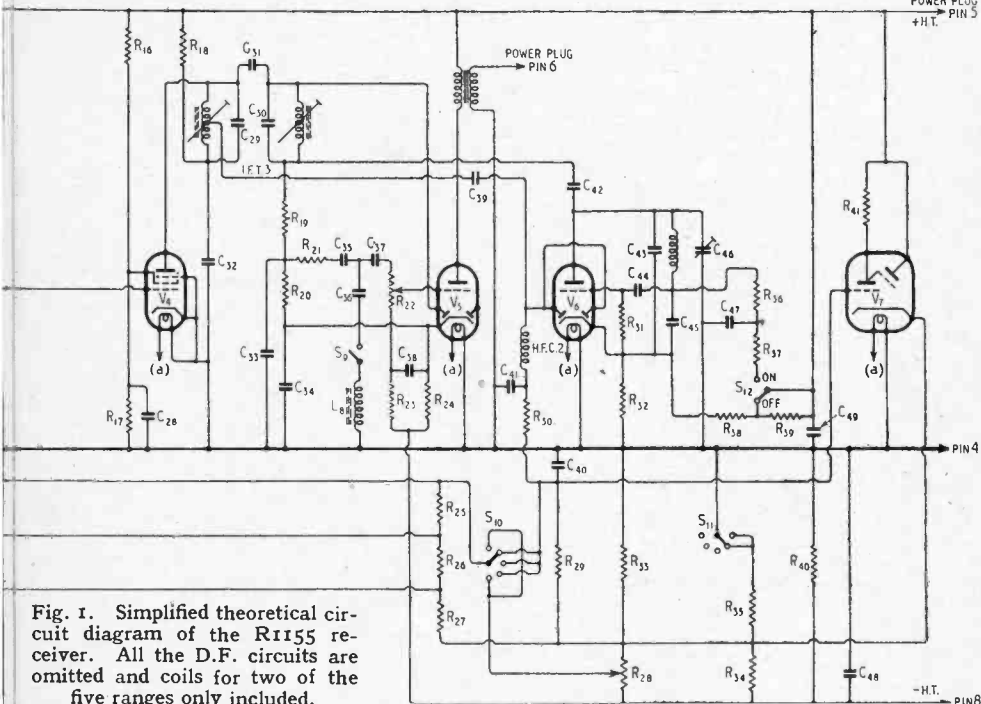 POWER PLUG
PIN 5
+H.T.
R16
R18
C31
POWER PLUG
PIN 6
C30
C29
I.F.T.3
C39
C42
R41
R19
C43
C46
R21
C35
C37
C44
V4
C32
R20
C36
R22
V5
V6
R31
C47
R36
V7
H.F.C.2
C45
R37
(a)
C33
S9
C38
(a)
C41
(a)
ON
S12
OFF
(a)
C34
L8
R23
R24
R30
R32
R38
R39
C49
R17
C28
PIN 4
C40
R25
S10
S11
R26
R29
R33
R40
R27
R35
R28
R34
C48
-H.T.
PIN 8
Fig. 1. Simplified theoretical cir-
cuit diagram of the R1155 re-
ceiver. All the D.F. circuits are
omitted and coils for two of the
five ranges only included.